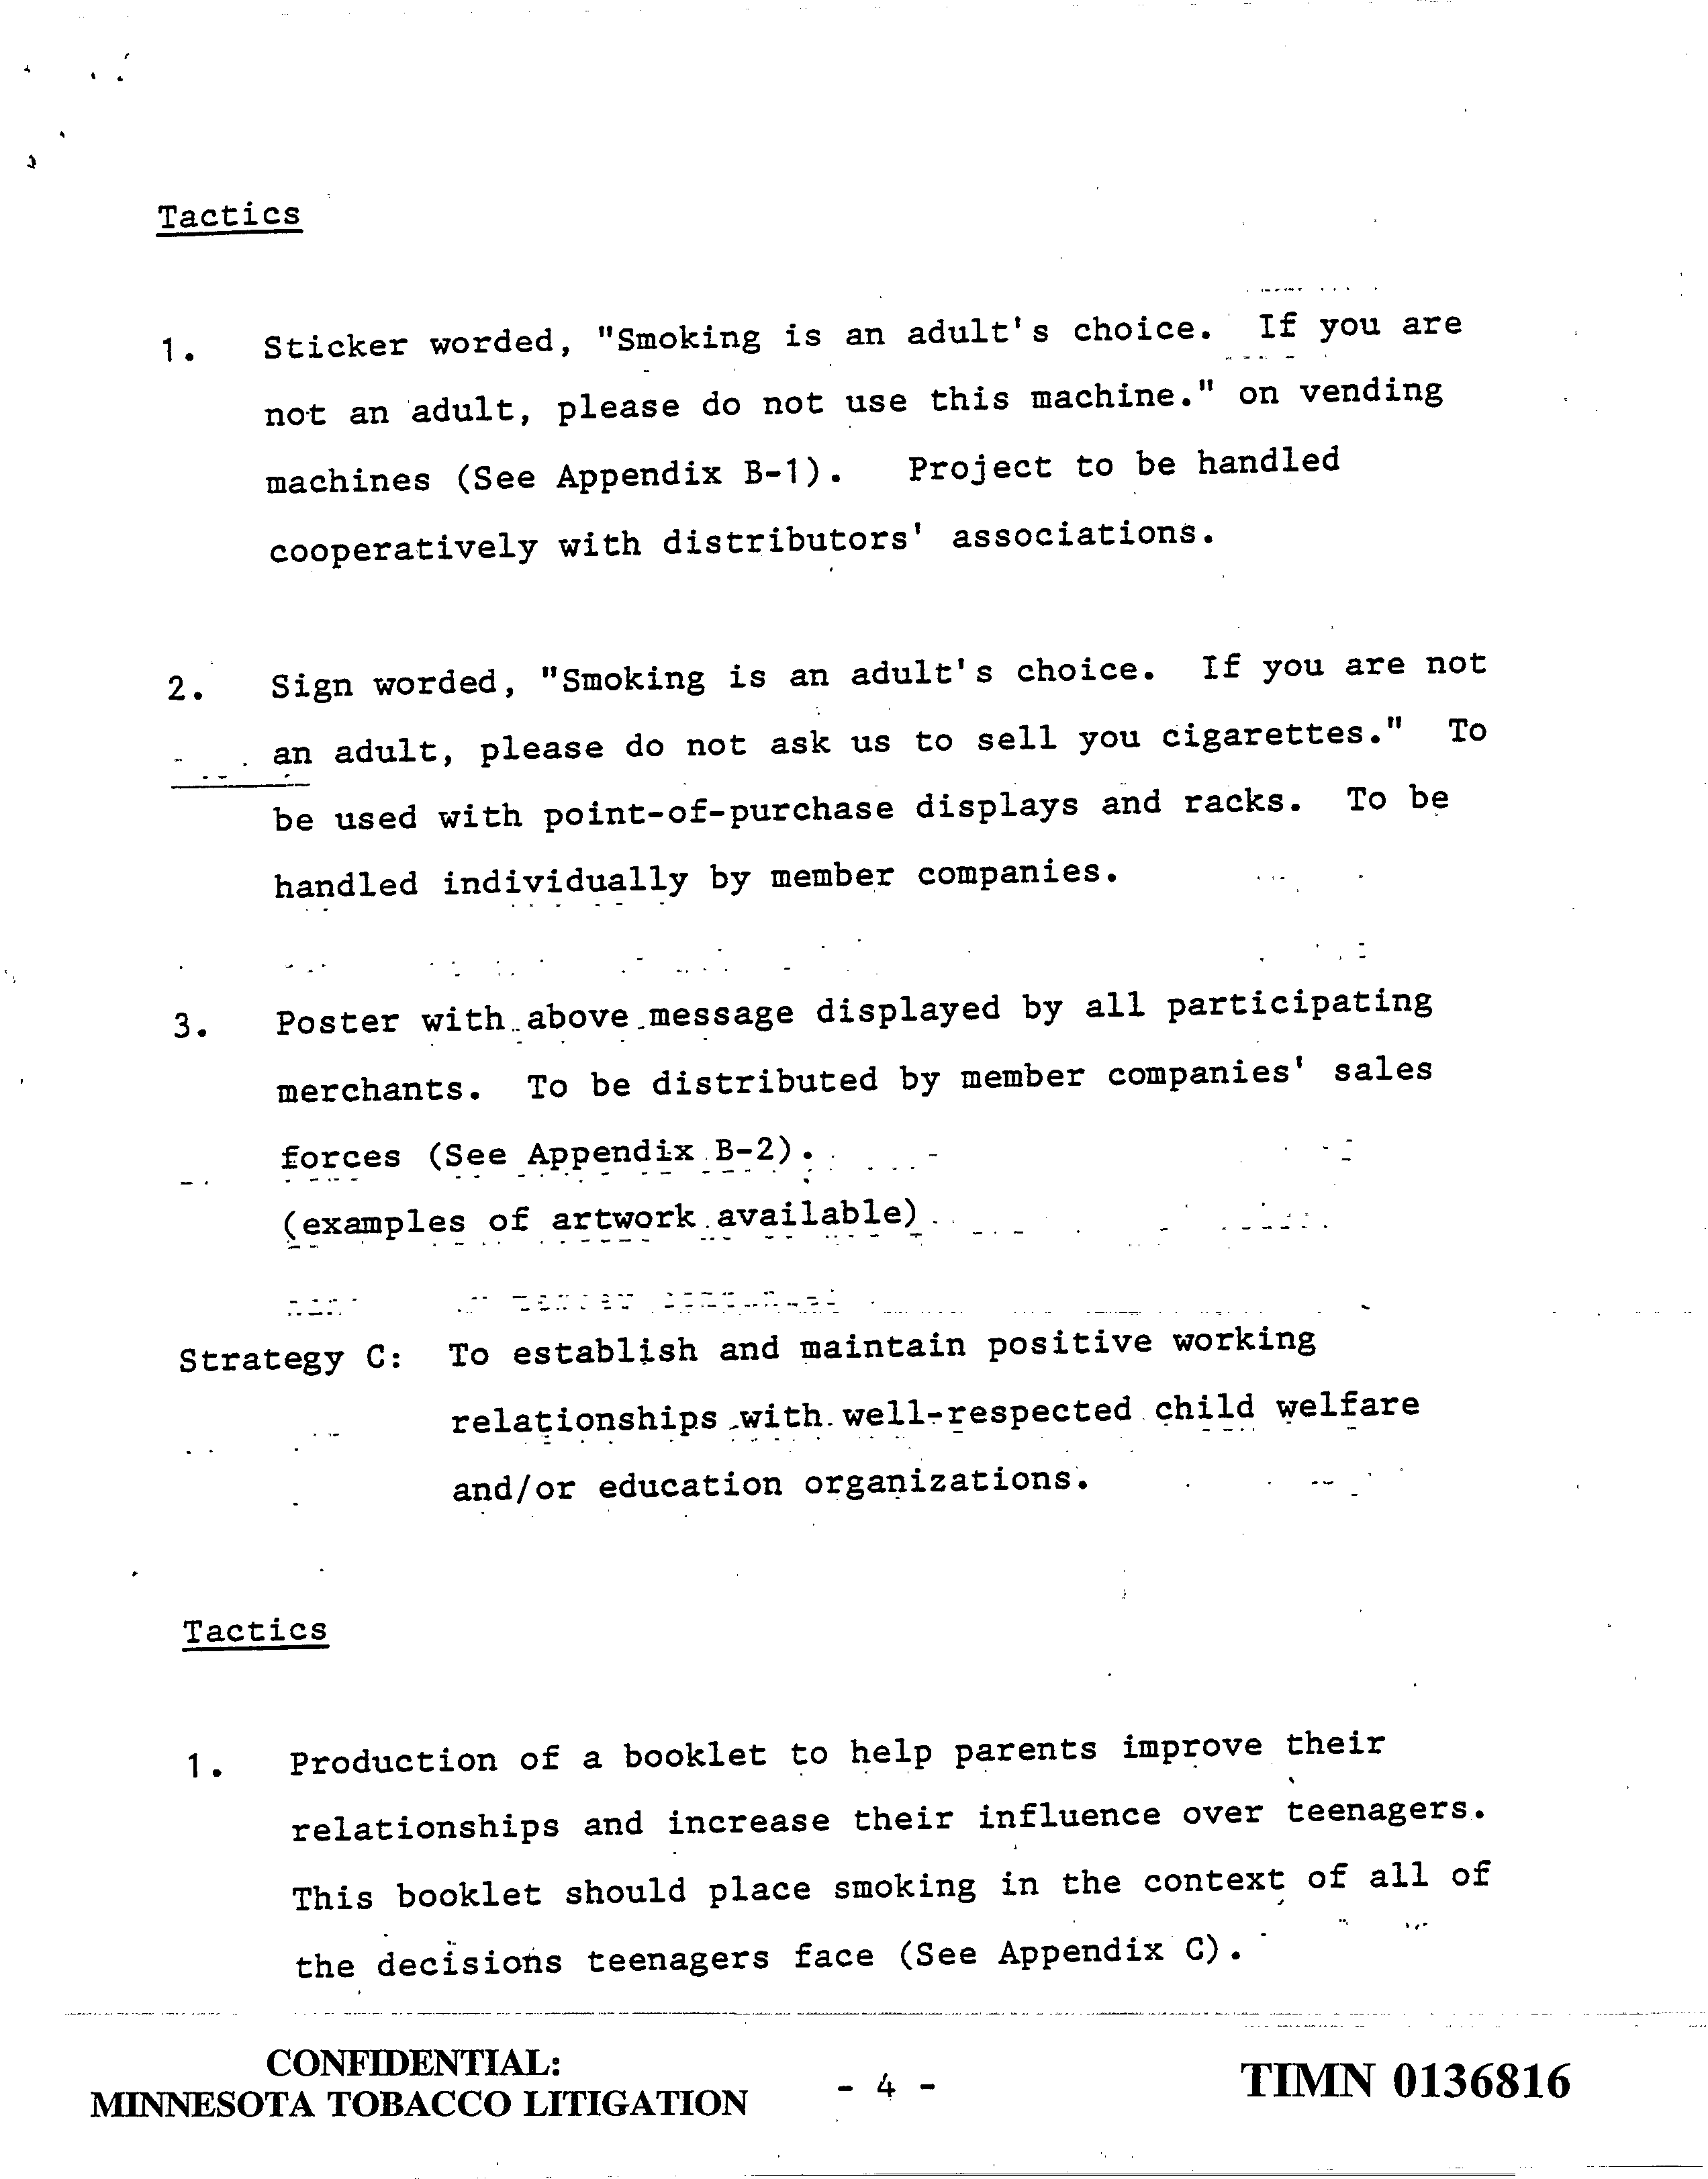 Tactics
1. Sticker worded, "Smoking is an adult's choice. If you are
not an adult, please do not use this machine." on vending
machines (See Appendix B-1). Project to be handled
cooperatively with distributors' associations.
2. Sign worded, "Smoking is an adult's choice. If you are not
an adult, please do not ask us to sell you cigarettes." To
be used with point-of-purchase displays and racks. To be
handled individually by member companies.
3. Poster with above message displayed by all participating
merchants. To be distributed by member companies' sales
forces (See Appendix B-2).
(examples of artwork available)
Strategy C: To establish and maintain positive working
relationships with well-respected child welfare
and/or education organizations.
Tactics
1. Production of a booklet to help parents improve their
relationships and increase their influence over teenagers.
This booklet should place smoking in the context of all of
the decisions teenagers face (See Appendix C).
CONFIDENTIAL:
MINNESOTA TOBACCO LITIGATION
- 4 -
TIMN 0136816